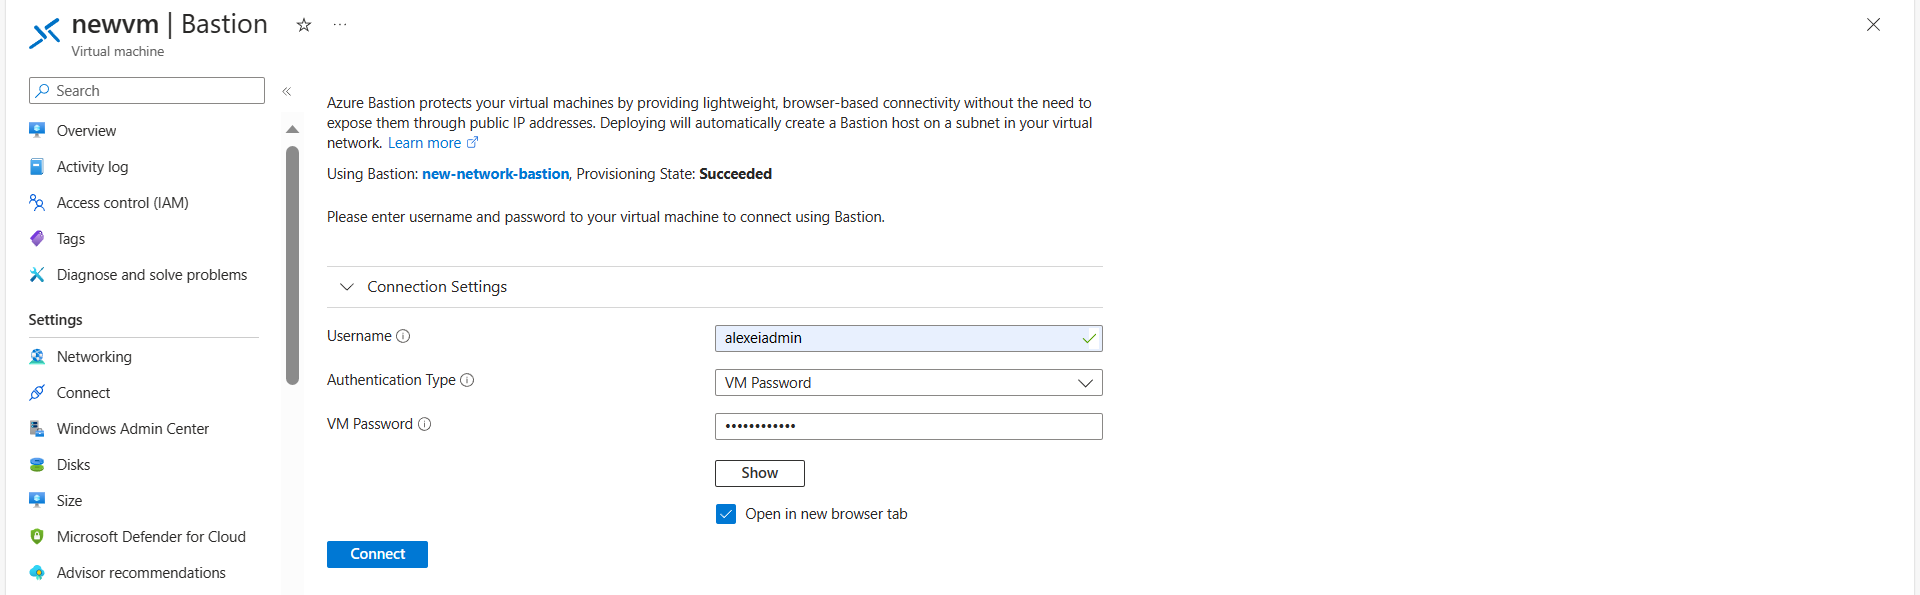 newvm | Bastion
Virtual machine
Search
Overview
Activity log
Access control (IAM)
Tags
Diagnose and solve problems
Settings
Networking
Connect
Windows Admin Center
Disks
Size
Microsoft Defender for Cloud
Advisor recommendations
Azure Bastion protects your virtual machines by providing lightweight, browser-based connectivity without the need to
expose them through public IP addresses. Deploying will automatically create a Bastion host on a subnet in your virtual
network. Learn more
Using Bastion: new-network-bastion, Provisioning State: Succeeded
Please enter username and password to your virtual machine to connect using Bastion.
Connection Settings
Username
alexeiadmin
Authentication Type
VM Password
VM Password
••••••••••••
Show
Open in new browser tab
Connect